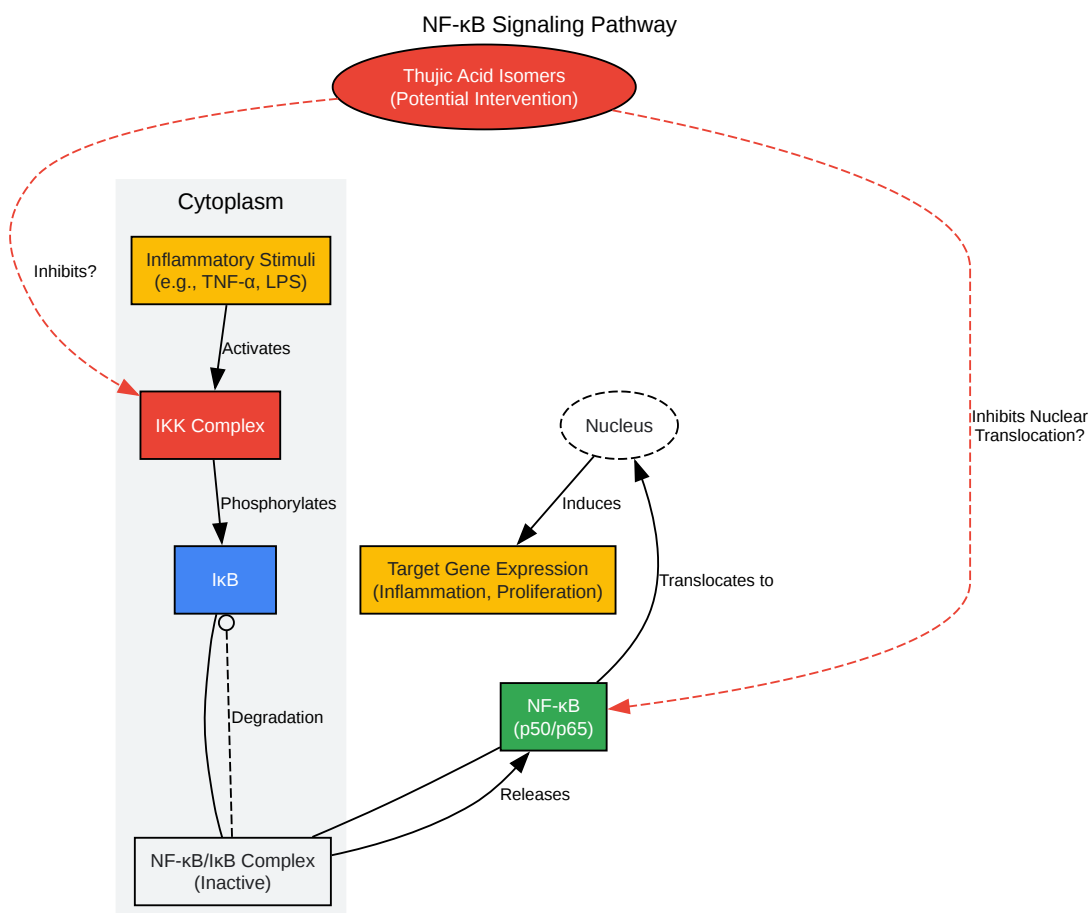 NF-κB Signaling Pathway
Thujic Acid Isomers
(Potential Intervention)
Cytoplasm
Inflammatory Stimuli
(e.g., TNF-α, LPS)
Inhibits?
Activates
IKK Complex
Nucleus
Inhibits Nuclear
Translocation?
Phosphorylates
Induces
IκB
Target Gene Expression
(Inflammation, Proliferation)
Translocates to
Degradation
NF-κB
(p50/p65)
Releases
NF-κB/IκB Complex
(Inactive)